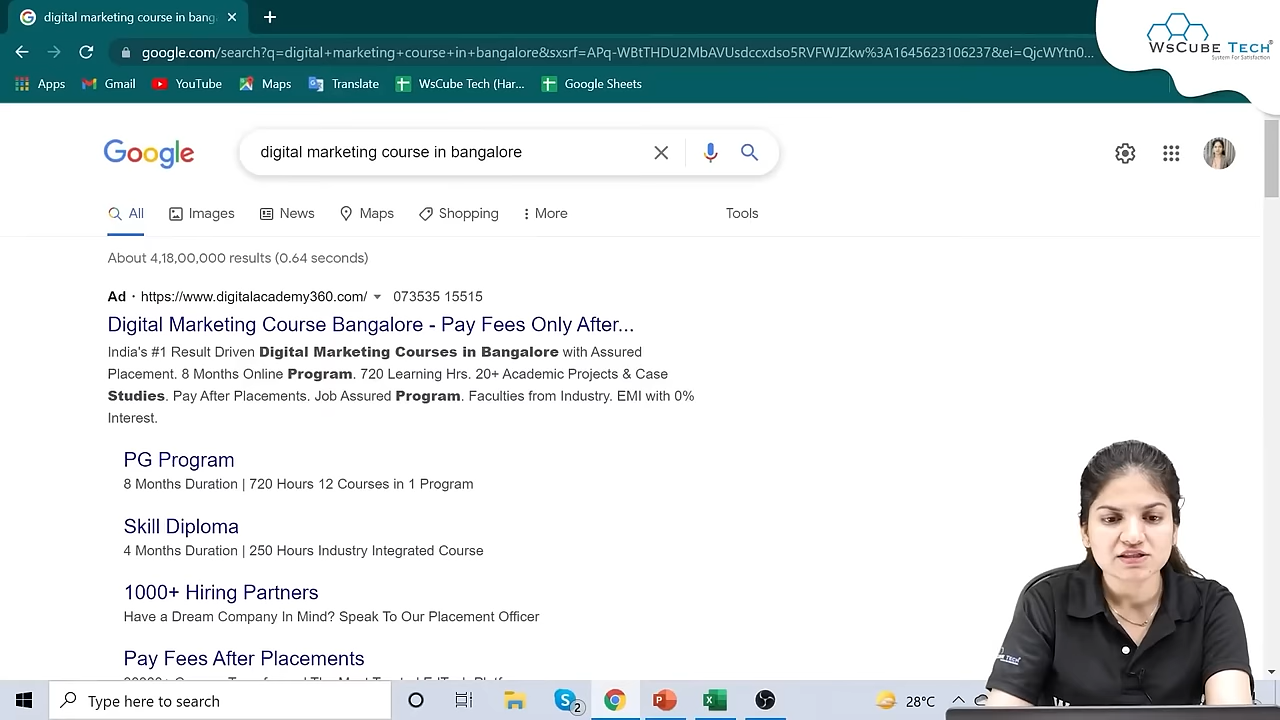 digital marketing course in bang
google.com/search?q=digital+marketing+course+in+bangalore&sxsrf=APq-WBtTHDU2MbAVUsdccxdso5RVFWJZkw%3A1645623106237&ei=QjcWYtn0...
WsCube Tech®
System For Satisfaction
Apps Gmail YouTube Maps Translate WsCube Tech (Har... Google Sheets
Google
digital marketing course in bangalore
All Images News Maps Shopping More Tools
About 4,18,00,000 results (0.64 seconds)
Ad · https://www.digitalacademy360.com/ 073535 15515
Digital Marketing Course Bangalore - Pay Fees Only After...
India's #1 Result Driven Digital Marketing Courses in Bangalore with Assured
Placement. 8 Months Online Program. 720 Learning Hrs. 20+ Academic Projects & Case
Studies. Pay After Placements. Job Assured Program. Faculties from Industry. EMI with 0%
Interest.
PG Program
8 Months Duration | 720 Hours 12 Courses in 1 Program
Skill Diploma
4 Months Duration | 250 Hours Industry Integrated Course
1000+ Hiring Partners
Have a Dream Company In Mind? Speak To Our Placement Officer
Pay Fees After Placements
TECH
Type here to search
2
28°C